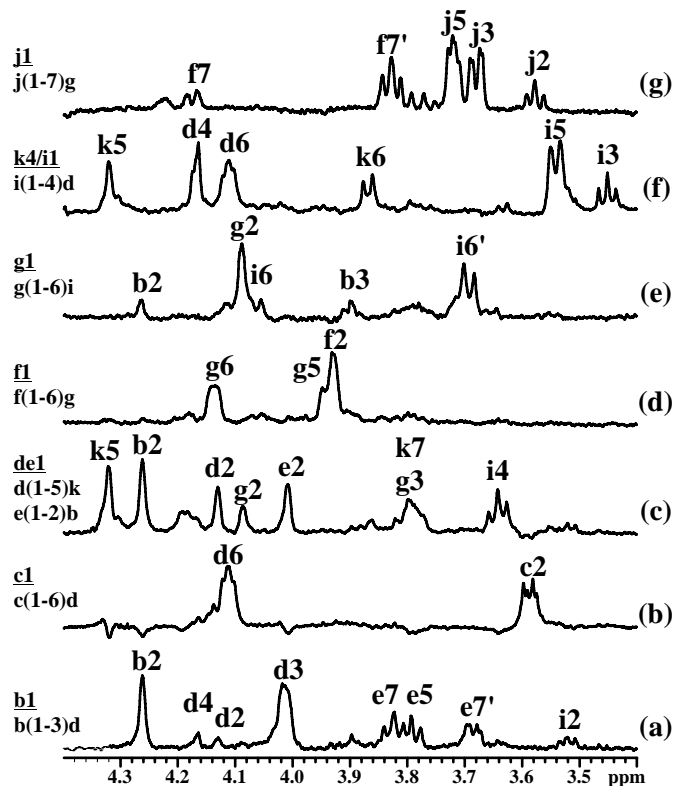 j1
j(1-7)g
f7 f7' j5 j3 j2 (g)
k4/i1
i(1-4)d
k5 d4 d6 k6 i5 i3 (f)
g1
g(1-6)i
b2 g2 i6 b3 i6' (e)
f1
f(1-6)g
g6 g5 f2 (d)
de1
d(1-5)k
e(1-2)b
k5 b2 d2 g2 e2 k7 g3 i4 (c)
c1
c(1-6)d
d6 c2 (b)
b1
b(1-3)d
b2 d4 d2 d3 e7 e5 e7' i2 (a)
4.3 4.2 4.1 4.0 3.9 3.8 3.7 3.6 3.5 ppm